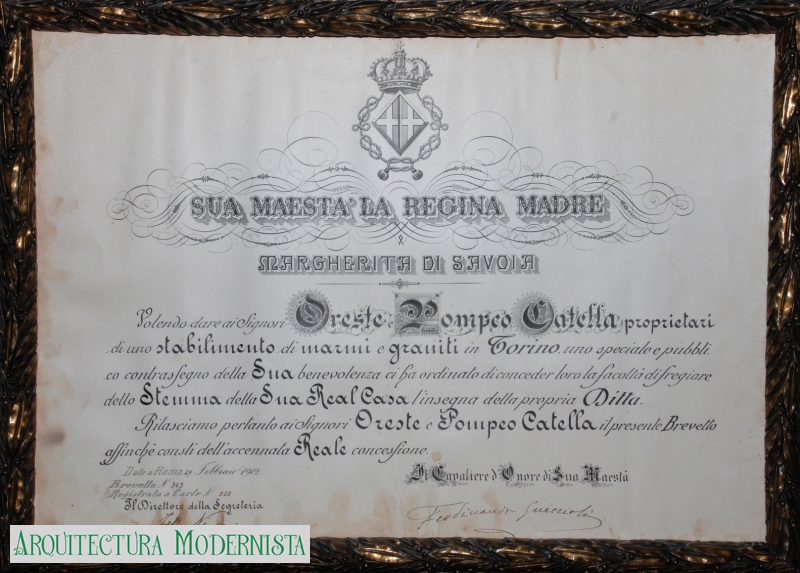 SUA MAESTA' LA REGINA MADRE
MARGHERITA DI SAVOIA
Volendo dare ai Signori Oreste e Pompeo Catella, proprietari
di uno stabilimento di marmi e graniti in Torino, uno speciale e pubbli
co contrassegno della Sua benevolenza ci ha ordinato di conceder loro la facoltà di fregiare
dello Stemma della Sua Real Casa l'insegna della propria Ditta.
Rilasciamo pertanto ai Signori Oreste e Pompeo Catella il presente Brevetto
affinchè consti dell'accennata Reale concessione.
Dato a Roma 29 Febbraio 1912
Brevetto N° 363
Registrato a Carte N° 221
Il Direttore della Segreteria
Il Cavaliere d'Onore di Sua Maestà
Ferdinando Guiccioli
ARQUITECTURA MODERNISTA